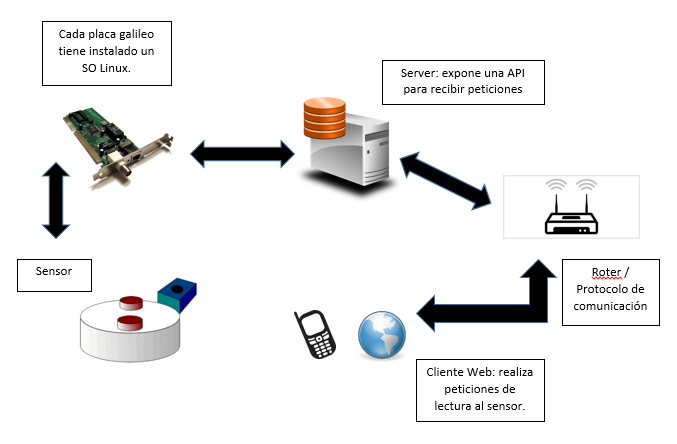 Cada placa galileo
tiene instalado un
SO Linux.
Server: expone una API
para recibir peticiones
Sensor
Roter /
Protocolo de
comunicación
Cliente Web: realiza
peticiones de
lectura al sensor.